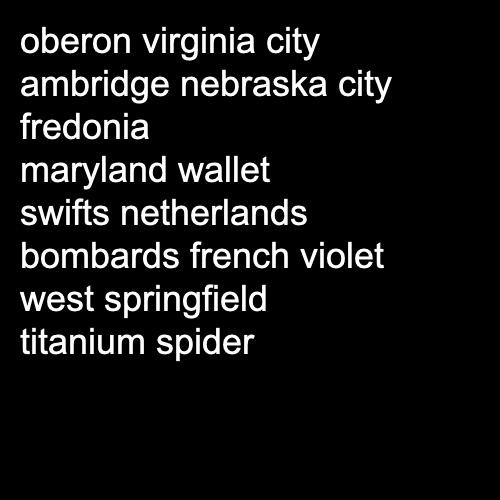 oberon virginia city
ambridge nebraska city
fredonia
maryland wallet
swifts netherlands
bombards french violet
west springfield
titanium spider